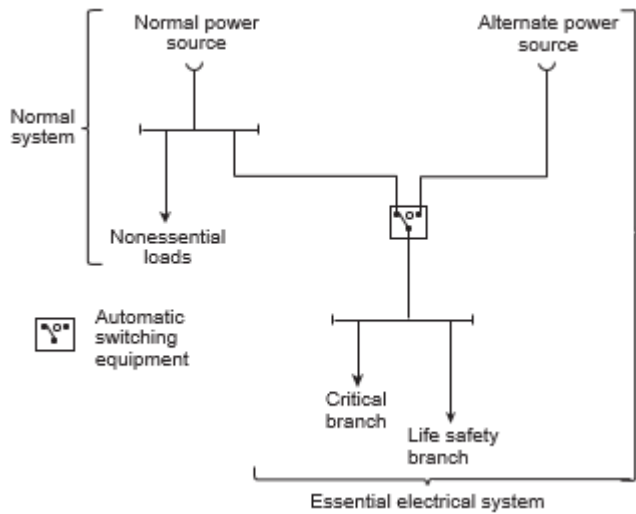 Normal power
source
Alternate power
source
Normal
system
Nonessential
loads
Automatic
switching
equipment
Critical
branch
Life safety
branch
Essential electrical system